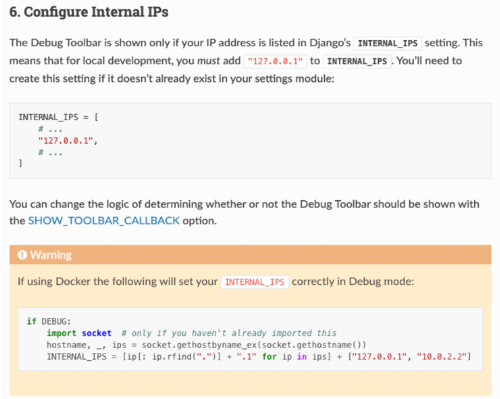 6. Configure Internal IPs
The Debug Toolbar is shown only if your IP address is listed in Django’s INTERNAL_IPS setting. This
means that for local development, you must add "127.0.0.1" to INTERNAL_IPS . You’ll need to
create this setting if it doesn’t already exist in your settings module:
INTERNAL_IPS = [
    # ...
    "127.0.0.1",
    # ...
]
You can change the logic of determining whether or not the Debug Toolbar should be shown with
the SHOW_TOOLBAR_CALLBACK option.
Warning
If using Docker the following will set your INTERNAL_IPS correctly in Debug mode:
if DEBUG:
    import socket  # only if you haven't already imported this
    hostname, _, ips = socket.gethostbyname_ex(socket.gethostname())
    INTERNAL_IPS = [ip[: ip.rfind(".")] + ".1" for ip in ips] + ["127.0.0.1", "10.0.2.2"]